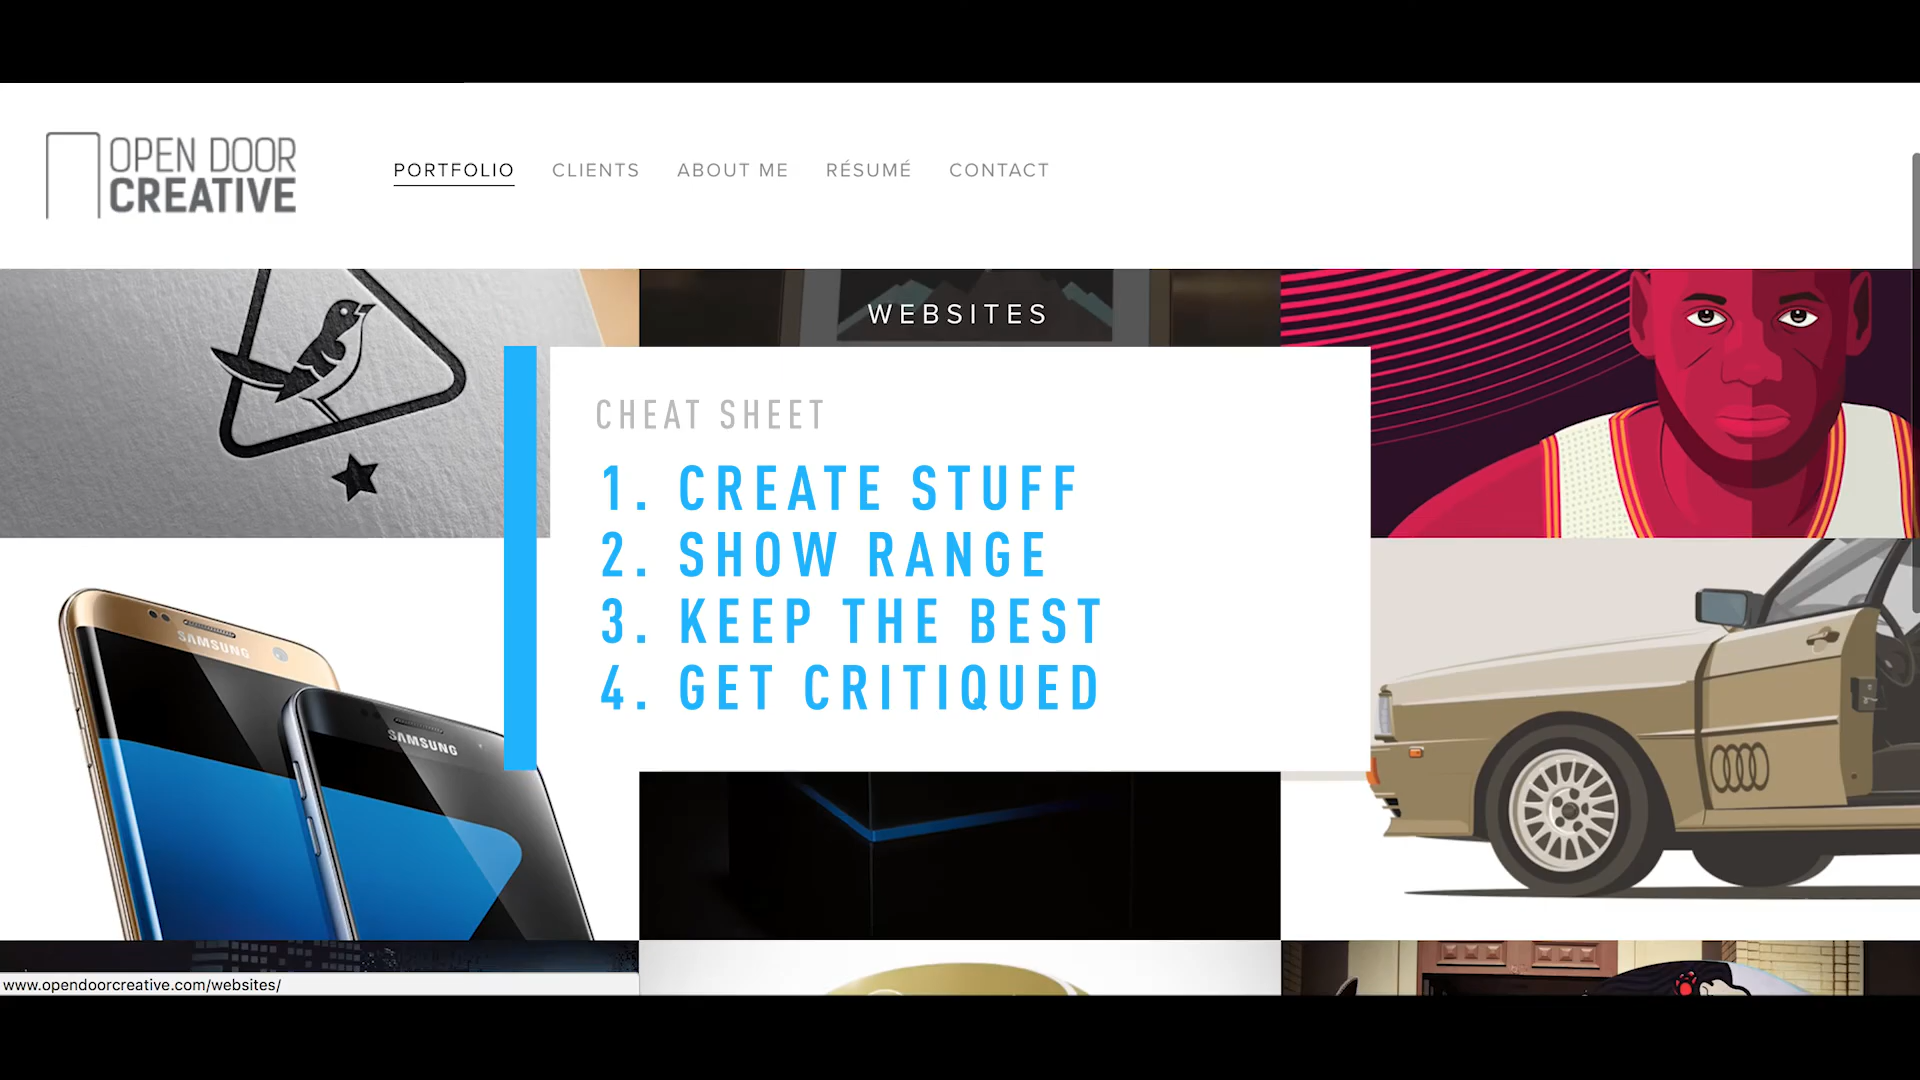 OPEN DOOR
CREATIVE
PORTFOLIO CLIENTS ABOUT ME RÉSUMÉ CONTACT
WEBSITES
CHEAT SHEET
1. CREATE STUFF
2. SHOW RANGE
3. KEEP THE BEST
4. GET CRITIQUED
SAMSUNG
SAMSUNG
www.opendoorcreative.com/websites/